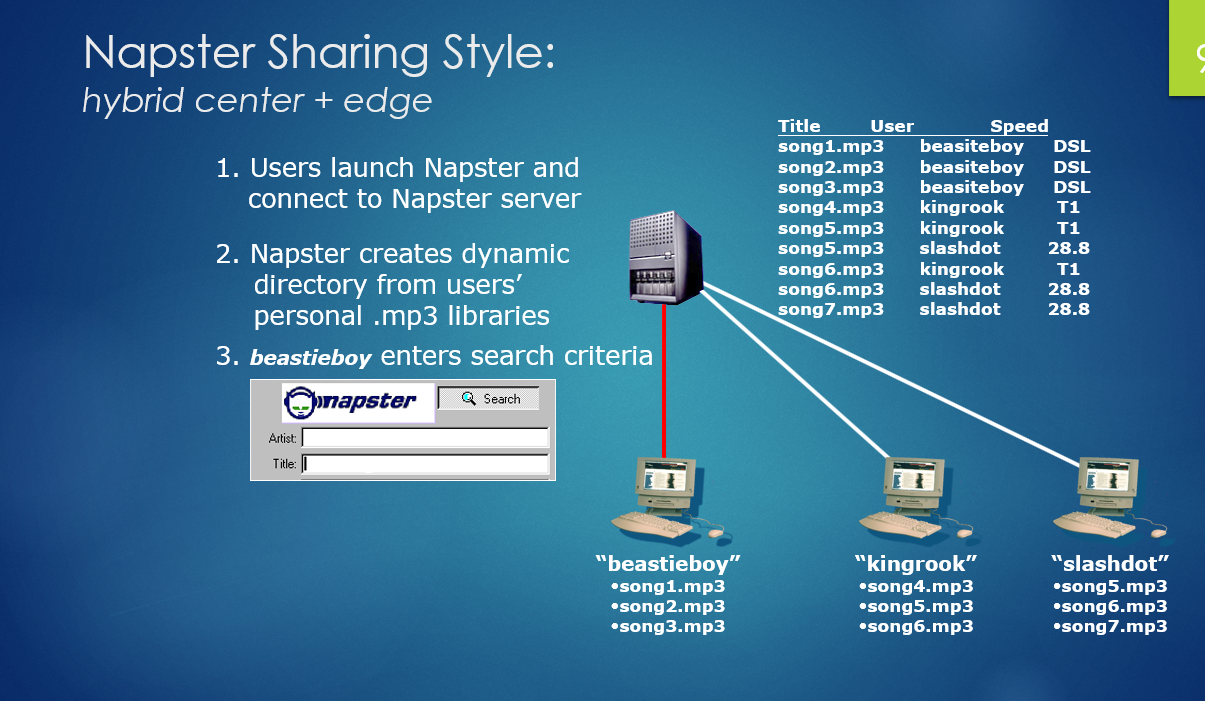 Napster Sharing Style:
hybrid center + edge
9
1. Users launch Napster and
connect to Napster server
2. Napster creates dynamic
directory from users’
personal .mp3 libraries
3. beastieboy enters search criteria
napster
Search
Artist:
Title:
Title User Speed
song1.mp3 beasiteboy DSL
song2.mp3 beasiteboy DSL
song3.mp3 beasiteboy DSL
song4.mp3 kingrook T1
song5.mp3 kingrook T1
song5.mp3 slashdot 28.8
song6.mp3 kingrook T1
song6.mp3 slashdot 28.8
song7.mp3 slashdot 28.8
“beastieboy”
•song1.mp3
•song2.mp3
•song3.mp3
“kingrook”
•song4.mp3
•song5.mp3
•song6.mp3
“slashdot”
•song5.mp3
•song6.mp3
•song7.mp3